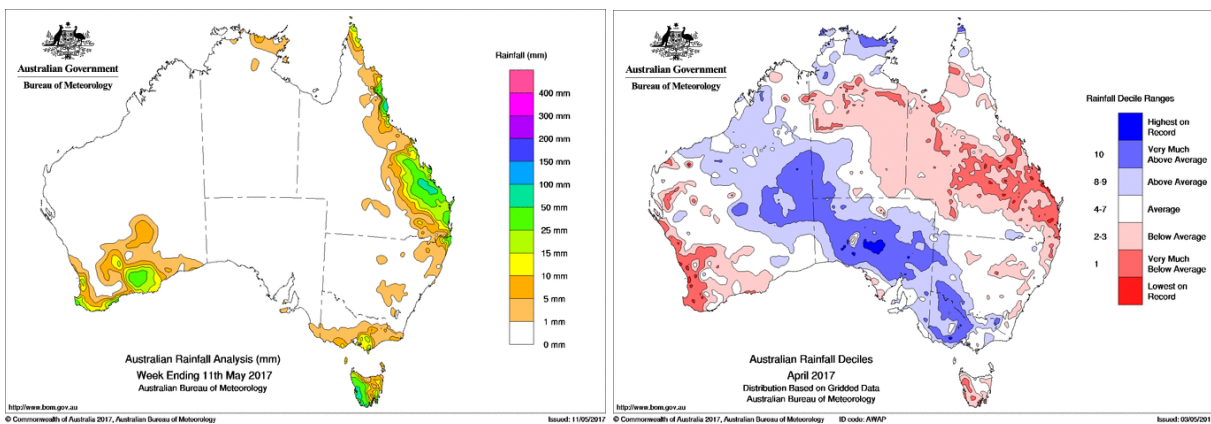 Australian Government
Bureau of Meteorology
Rainfall (mm)
400 mm
300 mm
200 mm
150 mm
100 mm
50 mm
25 mm
15 mm
10 mm
5 mm
1 mm
0 mm
Australian Rainfall Analysis (mm)
Week Ending 11th May 2017
Australian Bureau of Meteorology
http://www.bom.gov.au
© Commonwealth of Australia 2017, Australian Bureau of Meteorology
Issued: 11/05/2017
Australian Government
Bureau of Meteorology
Rainfall Decile Ranges
Highest on
Record
10 Very Much
Above Average
8-9 Above Average
4-7 Average
2-3 Below Average
1 Very Much
Below Average
Lowest on
Record
Australian Rainfall Deciles
April 2017
Distribution Based on Gridded Data
Australian Bureau of Meteorology
http://www.bom.gov.au
© Commonwealth of Australia 2017, Australian Bureau of Meteorology
ID code: AWAP
Issued: 03/05/201